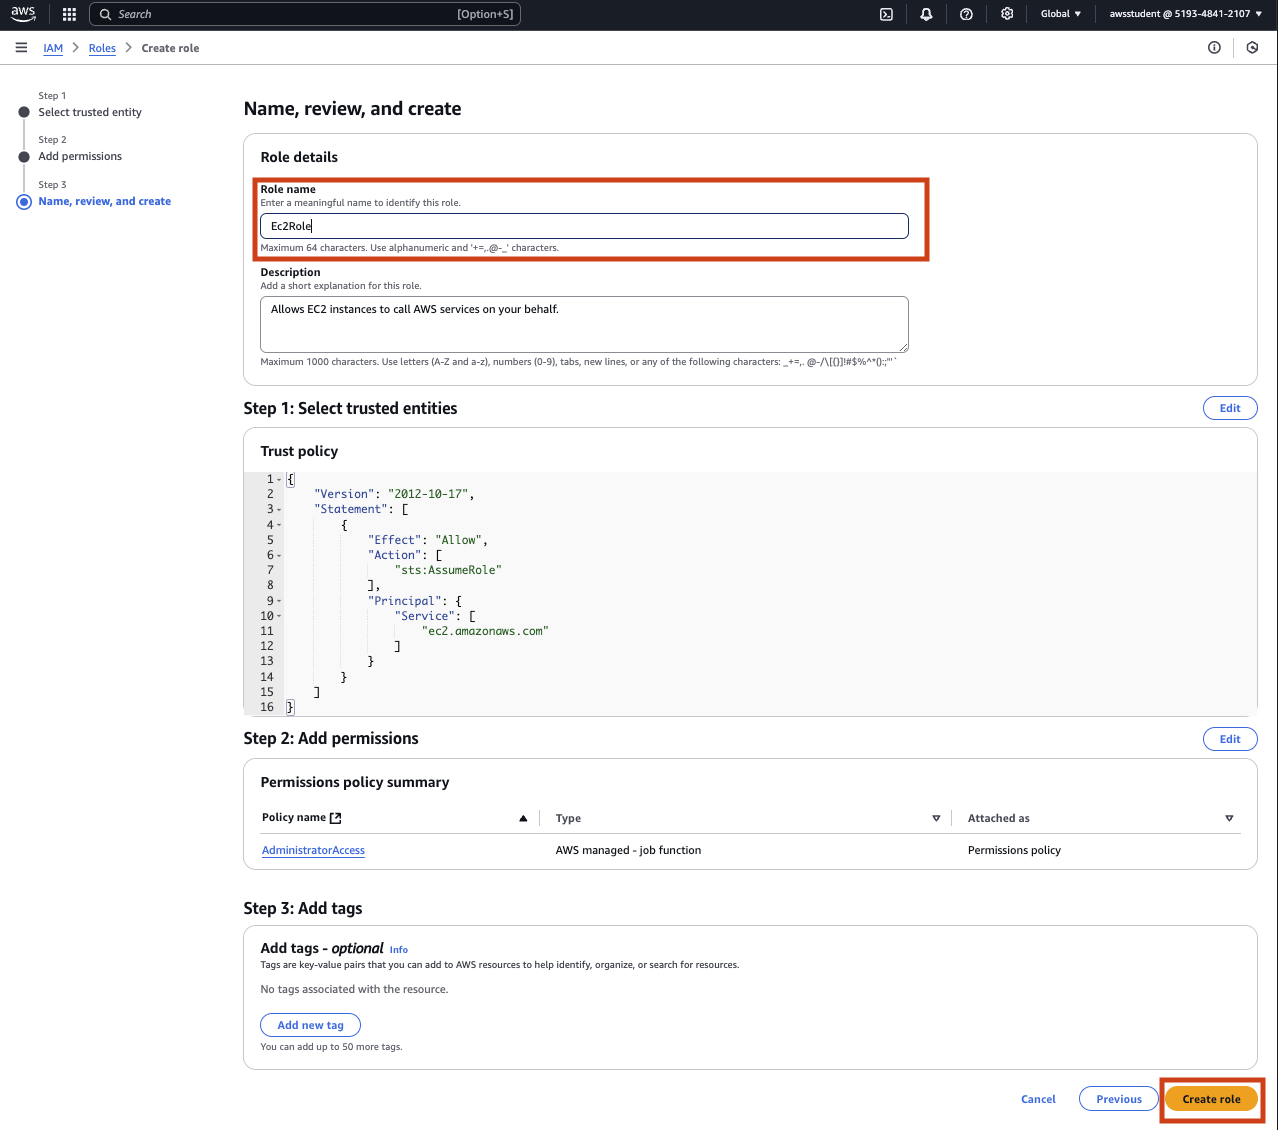 aws
Search [Option+S]
Global
awsstudent @ 5193-4841-2107
IAM Roles Create role
Step 1
Select trusted entity
Step 2
Add permissions
Step 3
Name, review, and create
Name, review, and create
Role details
Role name
Enter a meaningful name to identify this role.
Ec2Role
Maximum 64 characters. Use alphanumeric and '+=,.@-_' characters.
Description
Add a short explanation for this role.
Allows EC2 instances to call AWS services on your behalf.
Maximum 1000 characters. Use letters (A-Z and a-z), numbers (0-9), tabs, new lines, or any of the following characters: _+=,. @-/\[{}]!#$%^*();:"'`
Step 1: Select trusted entities
Edit
Trust policy
1 {
2 "Version": "2012-10-17",
3 "Statement": [
4 {
5 "Effect": "Allow",
6 "Action": [
7 "sts:AssumeRole"
8 ],
9 "Principal": {
10 "Service": [
11 "ec2.amazonaws.com"
12 ]
13 }
14 }
15 ]
16 }
Step 2: Add permissions
Edit
Permissions policy summary
Policy name Type Attached as
AdministratorAccess AWS managed - job function Permissions policy
Step 3: Add tags
Add tags - optional Info
Tags are key-value pairs that you can add to AWS resources to help identify, organize, or search for resources.
No tags associated with the resource.
Add new tag
You can add up to 50 more tags.
Cancel Previous Create role